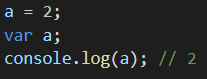 a = 2;
var a;
console.log(a); // 2